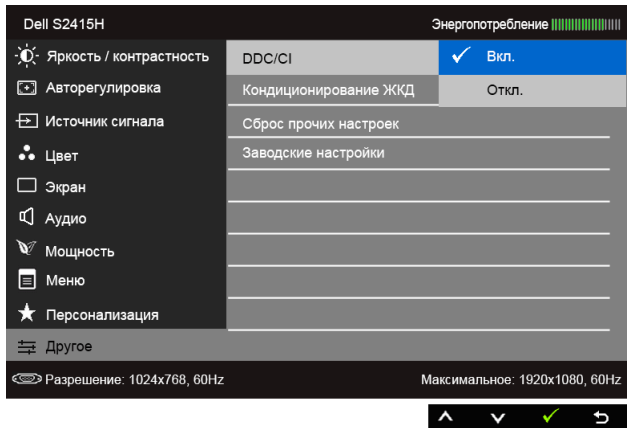 Dell S2415H
Энергопотребление
Яркость / контрастность
Авторегулировка
Источник сигнала
Цвет
Экран
Аудио
Мощность
Меню
Персонализация
Другое
DDC/CI
Кондиционирование ЖКД
Сброс прочих настроек
Заводские настройки
Вкл.
Откл.
Разрешение: 1024x768, 60Hz
Максимальное: 1920x1080, 60Hz